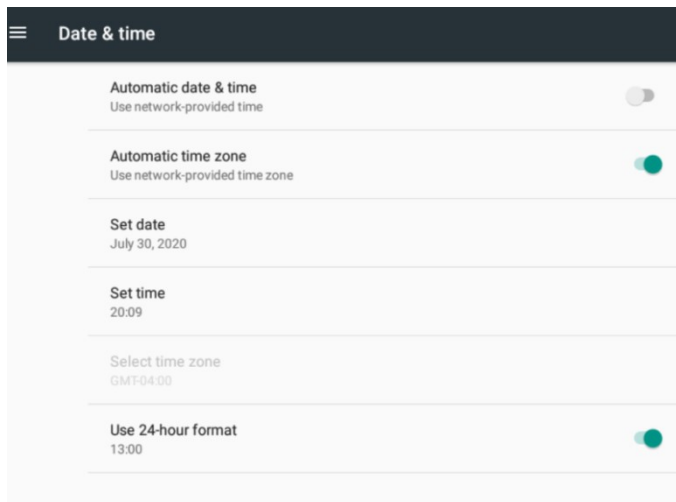 Date & time
Automatic date & time
Use network-provided time
Automatic time zone
Use network-provided time zone
Set date
July 30, 2020
Set time
20:09
Select time zone
GMT-04:00
Use 24-hour format
13:00